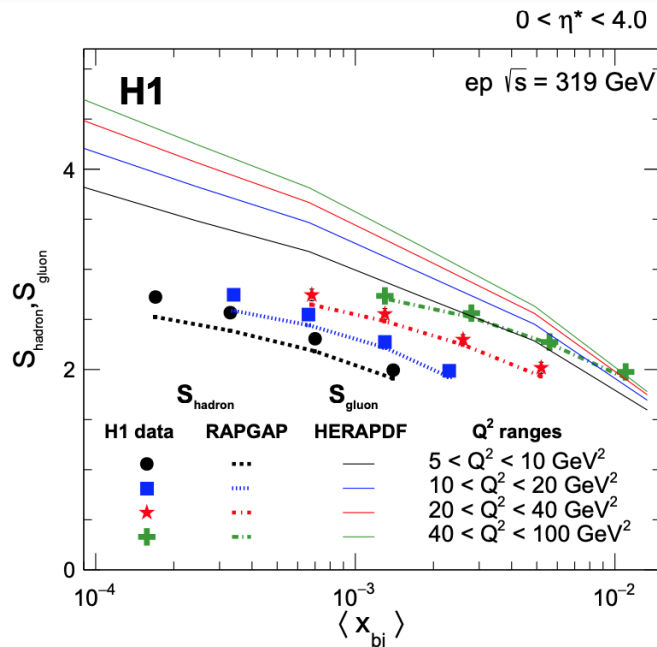 0 < η* < 4.0
H1
ep √s = 319 GeV
4
2
0
S_hadron, S_gluon
S_hadron S_gluon
H1 data RAPGAP HERAPDF Q² ranges
5 < Q² < 10 GeV²
10 < Q² < 20 GeV²
20 < Q² < 40 GeV²
40 < Q² < 100 GeV²
10⁻⁴ 10⁻³ 10⁻²
⟨ x_bj ⟩